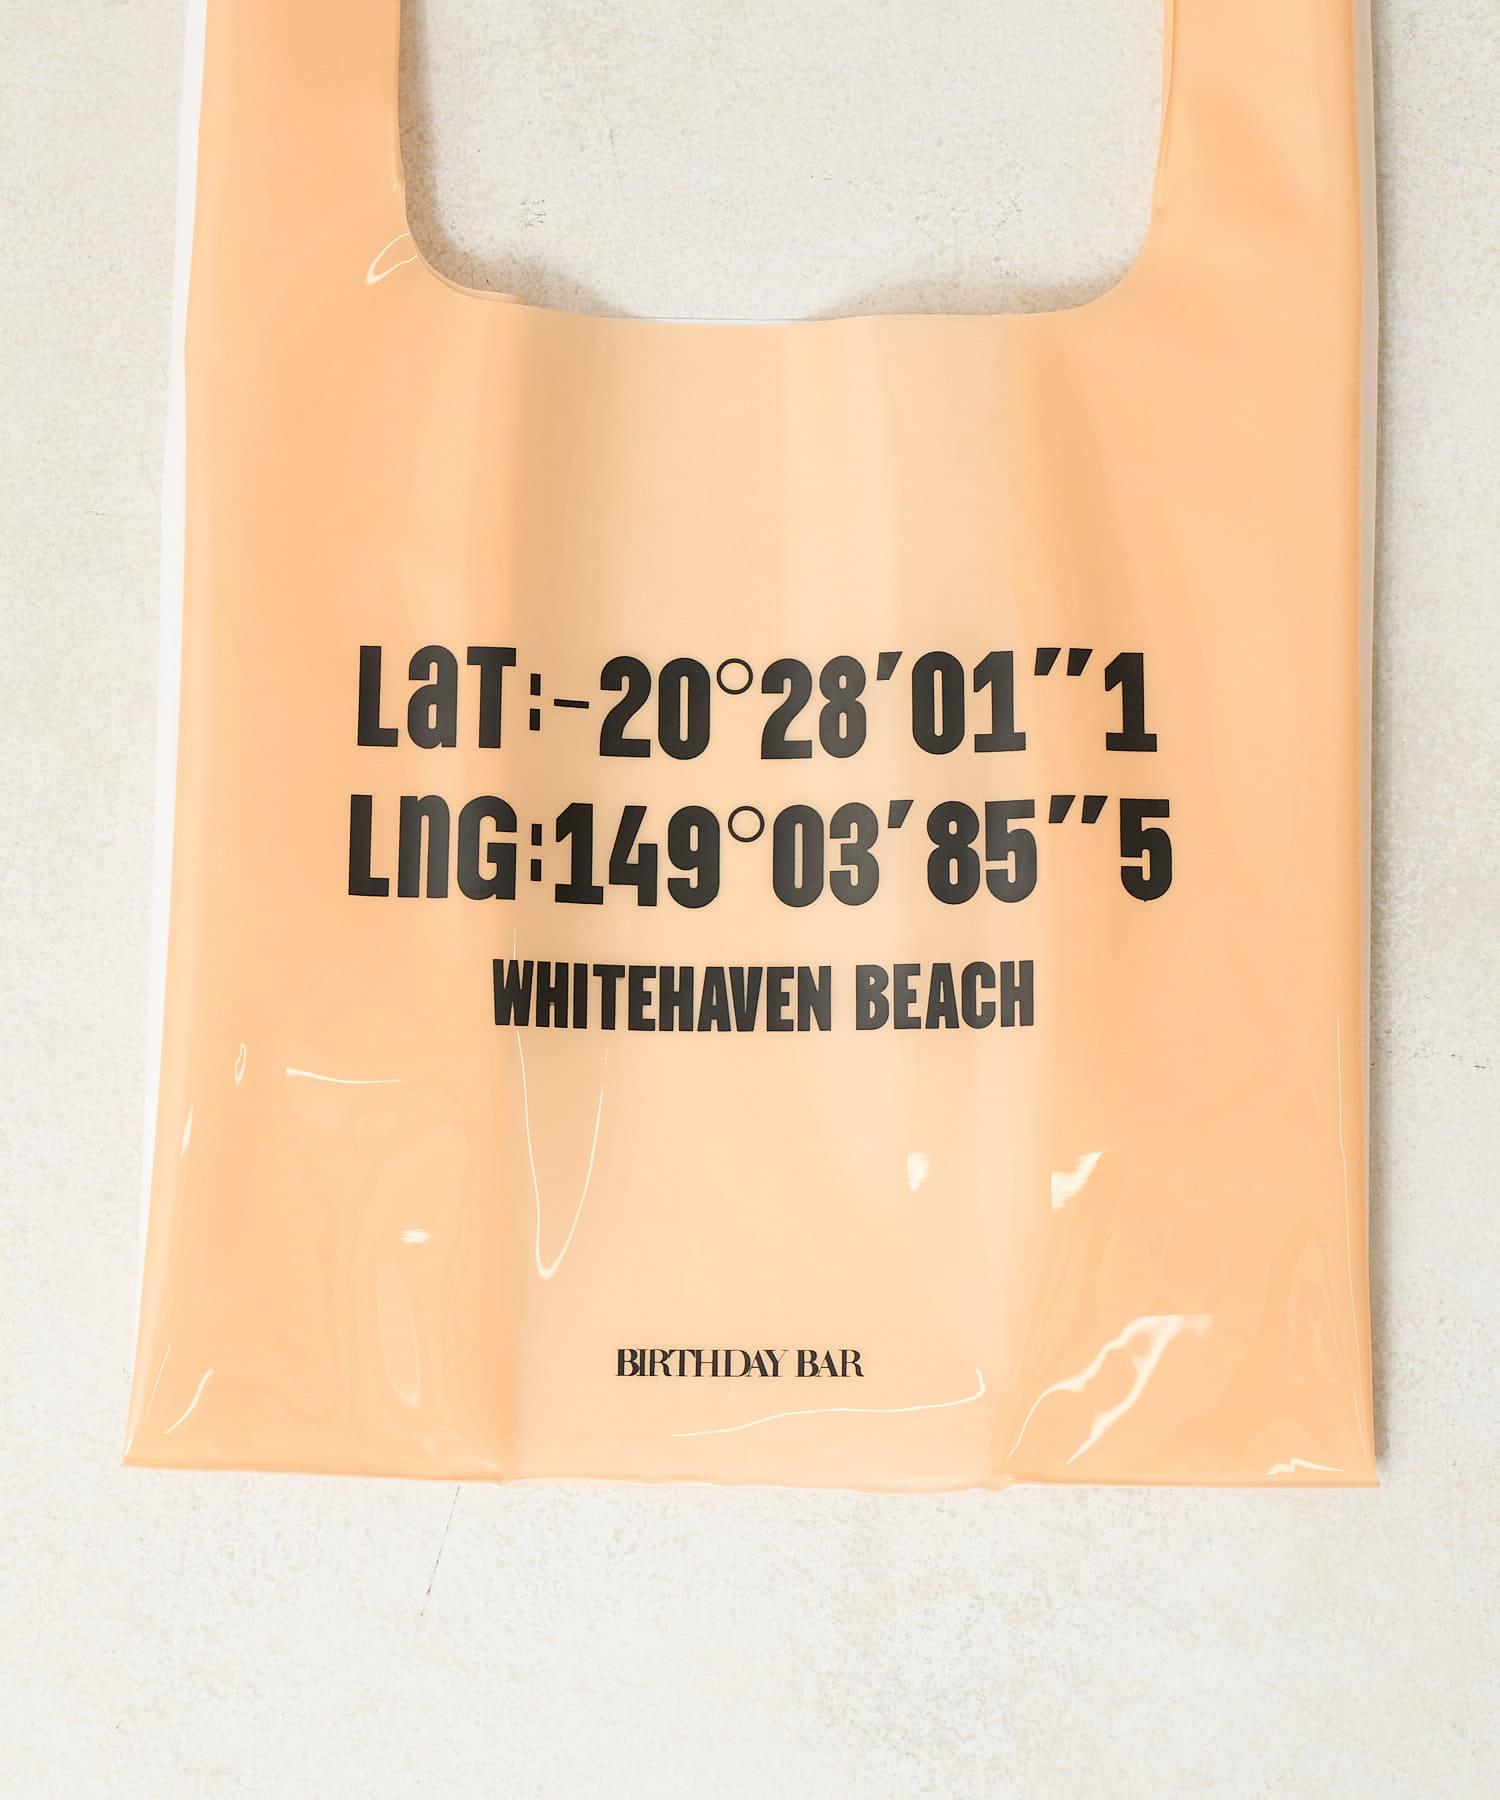 LaT:-20°28′01″1
LnG:149°03′85″5
WHITEHAVEN BEACH
BIRTHDAY BAR